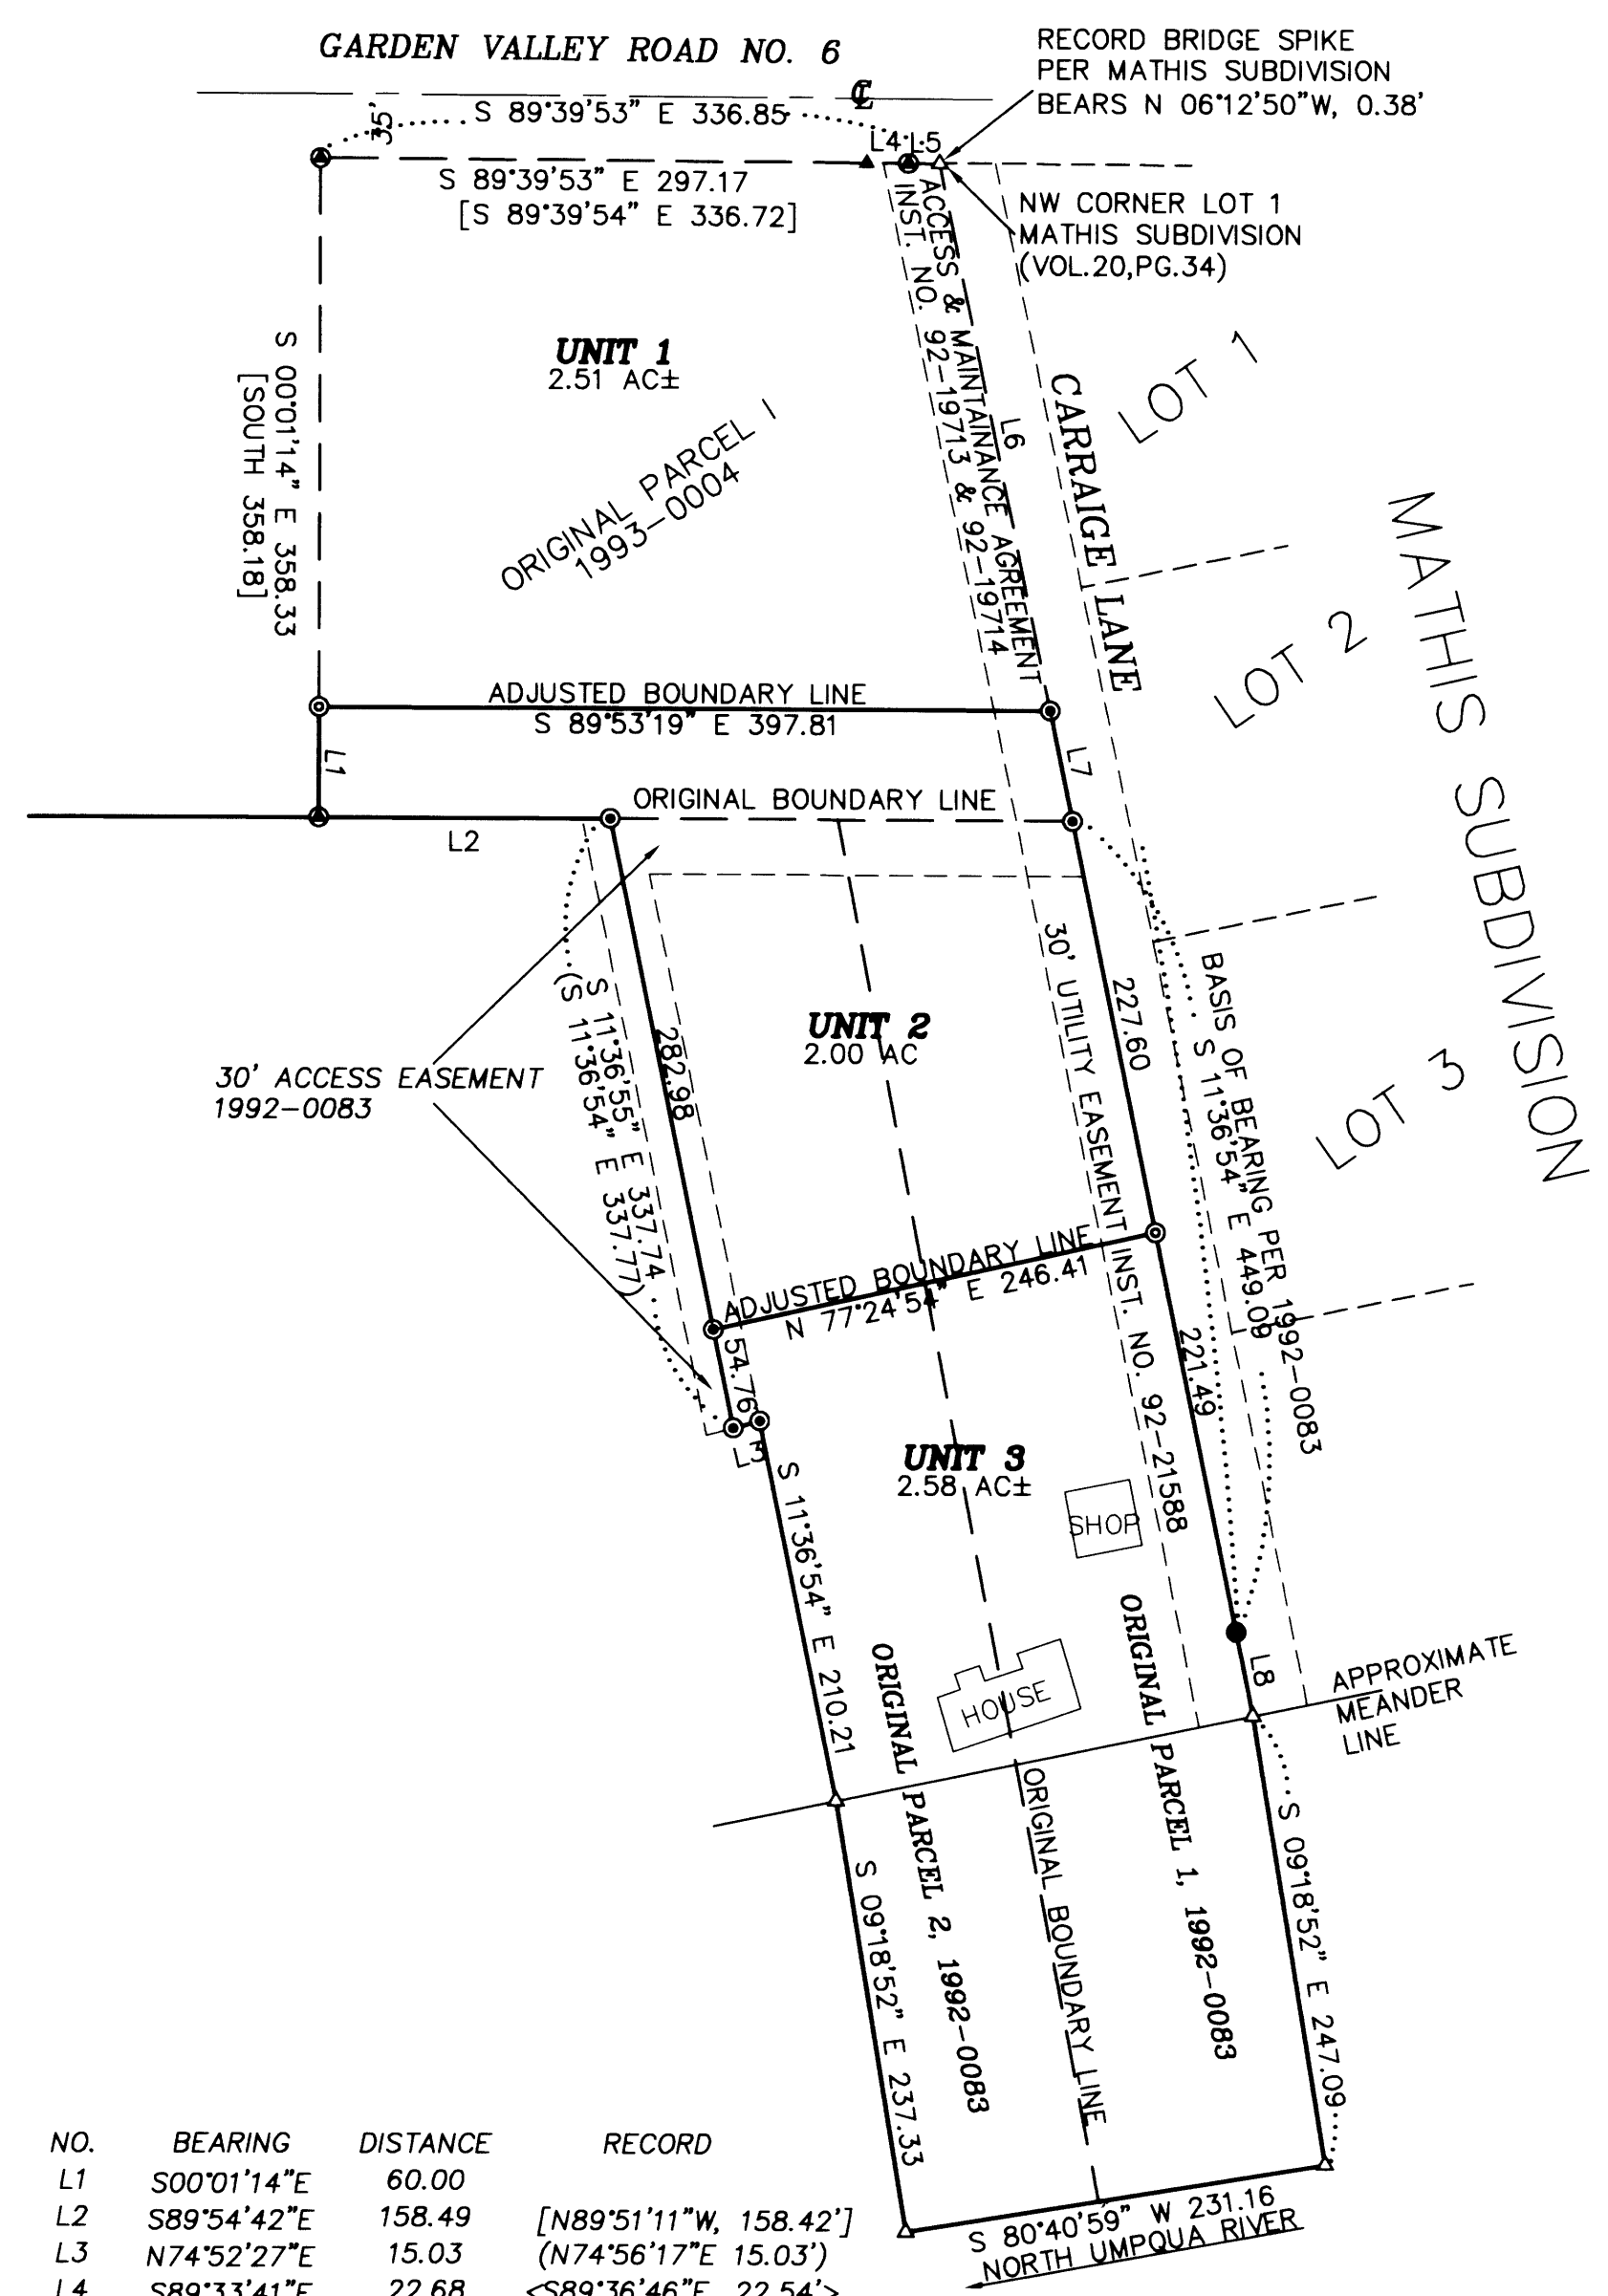 GARDEN VALLEY ROAD NO. 6
RECORD BRIDGE SPIKE
PER MATHIS SUBDIVISION
BEARS N 06°12'50"W, 0.38'
S 89°39'53" E 336.85
35'
L4
L5
S 89°39'53" E 297.17
[S 89°39'54" E 336.72]
NW CORNER LOT 1
MATHIS SUBDIVISION
(VOL.20,PG.34)
ACCESS & MAINTAINANCE AGREEMENT
INST. NO. 92-19713 & 92-19714
S 00°01'14" E 358.33
[SOUTH 358.18]
UNIT 1
2.51 AC±
ORIGINAL PARCEL 1
1993-0004
L6
CARRAIGE LANE
LOT 1
LOT 2
LOT 3
MATHIS SUBDIVISION
ADJUSTED BOUNDARY LINE
S 89°53'19" E 397.81
L1
L7
ORIGINAL BOUNDARY LINE
L2
30' ACCESS EASEMENT
1992-0083
S 11°36'55" E 337.74
(S 11°36'54" E 337.77)
282.98
UNIT 2
2.00 AC
30' UTILITY EASEMENT INST. NO. 92-21588
227.60
BASIS OF BEARING PER 1992-0083
S 11°36'54" E 449.09
ADJUSTED BOUNDARY LINE
N 77°24'54" E 246.41
54.76
L3
221.49
UNIT 3
2.58 AC±
SHOP
S 11°36'54" E 210.21
HOUSE
ORIGINAL PARCEL 2, 1992-0083
ORIGINAL PARCEL 1, 1992-0083
L8
APPROXIMATE
MEANDER
LINE
ORIGINAL BOUNDARY LINE
S 09°18'52" E 237.33
S 09°18'52" E 247.09
S 80°40'59" W 231.16
NORTH UMPQUA RIVER
NO. BEARING DISTANCE RECORD
L1 S00°01'14"E 60.00
L2 S89°54'42"E 158.49 [N89°51'11"W, 158.42']
L3 N74°52'27"E 15.03 (N74°56'17"E 15.03')
L4 S89°33'41"E 22.68 <S89°36'46"E 22.54'>